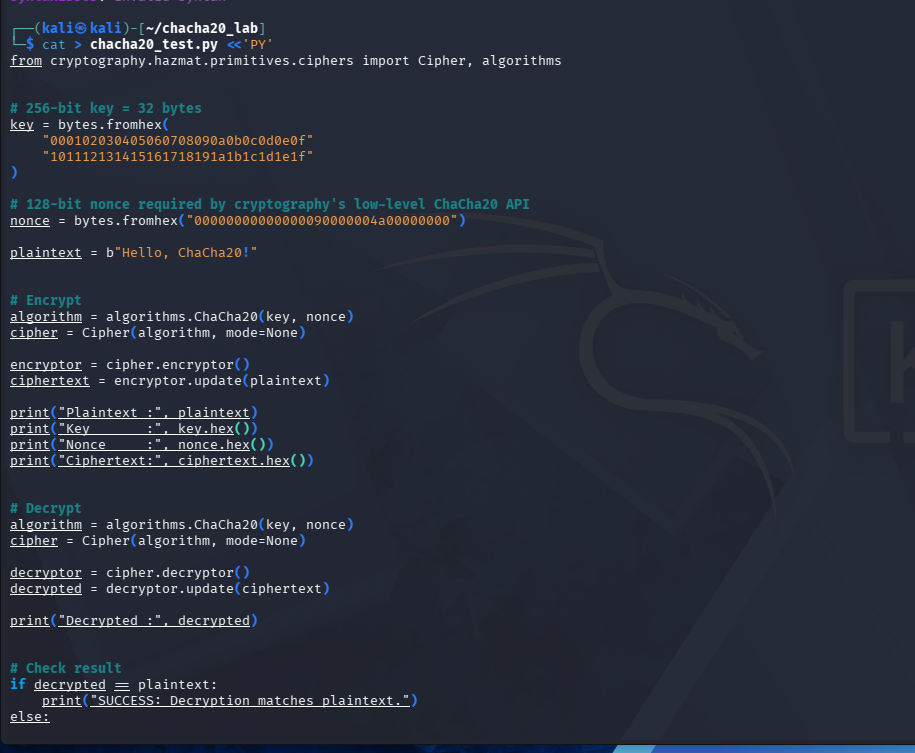 ┌──(kali㉿kali)-[~/chacha20_lab]
└─$ cat > chacha20_test.py <<'PY'
from cryptography.hazmat.primitives.ciphers import Cipher, algorithms
# 256-bit key = 32 bytes
key = bytes.fromhex(
    "000102030405060708090a0b0c0d0e0f"
    "101112131415161718191a1b1c1d1e1f"
)
# 128-bit nonce required by cryptography's low-level ChaCha20 API
nonce = bytes.fromhex("00000000000000090000004a00000000")
plaintext = b"Hello, ChaCha20!"
# Encrypt
algorithm = algorithms.ChaCha20(key, nonce)
cipher = Cipher(algorithm, mode=None)
encryptor = cipher.encryptor()
ciphertext = encryptor.update(plaintext)
print("Plaintext :", plaintext)
print("Key       :", key.hex())
print("Nonce     :", nonce.hex())
print("Ciphertext:", ciphertext.hex())
# Decrypt
algorithm = algorithms.ChaCha20(key, nonce)
cipher = Cipher(algorithm, mode=None)
decryptor = cipher.decryptor()
decrypted = decryptor.update(ciphertext)
print("Decrypted :", decrypted)
# Check result
if decrypted == plaintext:
    print("SUCCESS: Decryption matches plaintext.")
else: